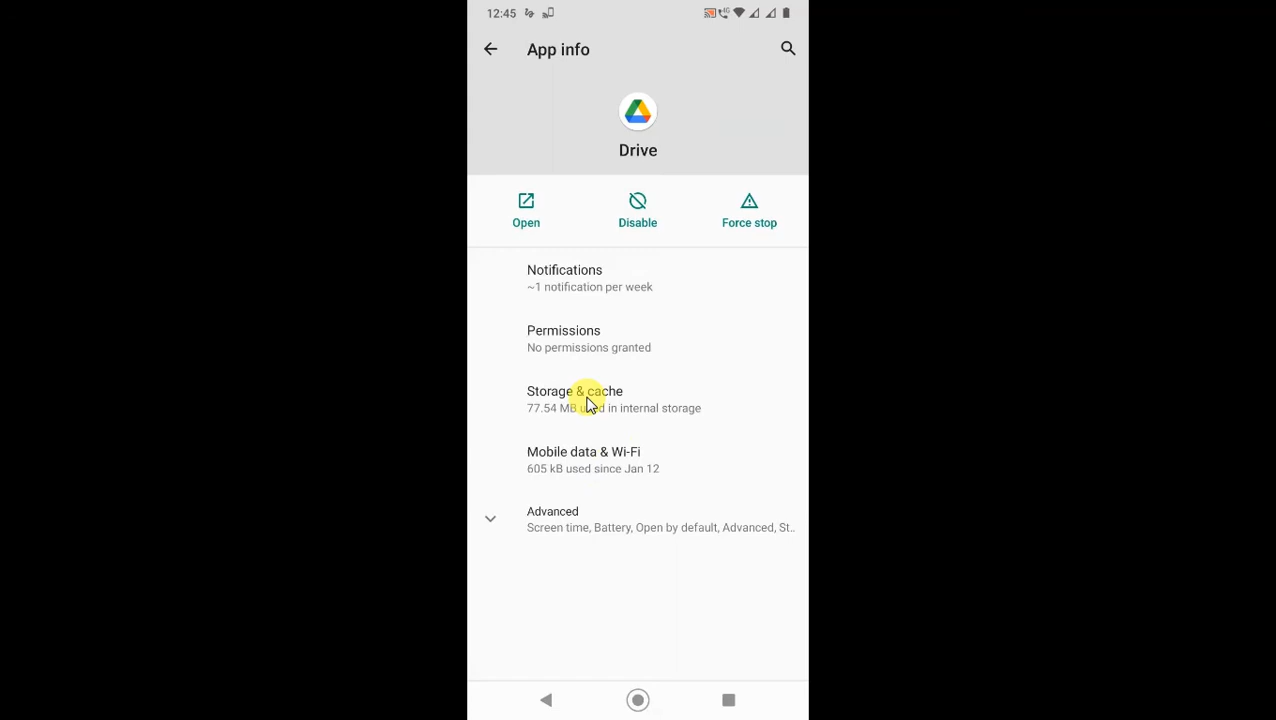 12:45
4G
App info
Drive
Open
Disable
Force stop
Notifications
~1 notification per week
Permissions
No permissions granted
Storage & cache
77.54 MB used in internal storage
Mobile data & Wi-Fi
605 kB used since Jan 12
Advanced
Screen time, Battery, Open by default, Advanced, St..